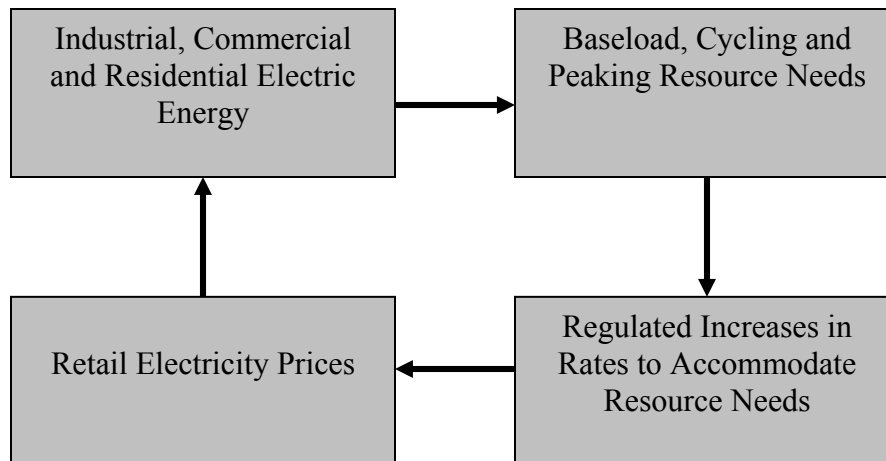 Industrial, Commercial
and Residential Electric
Energy
Baseload, Cycling and
Peaking Resource Needs
Retail Electricity Prices
Regulated Increases in
Rates to Accommodate
Resource Needs